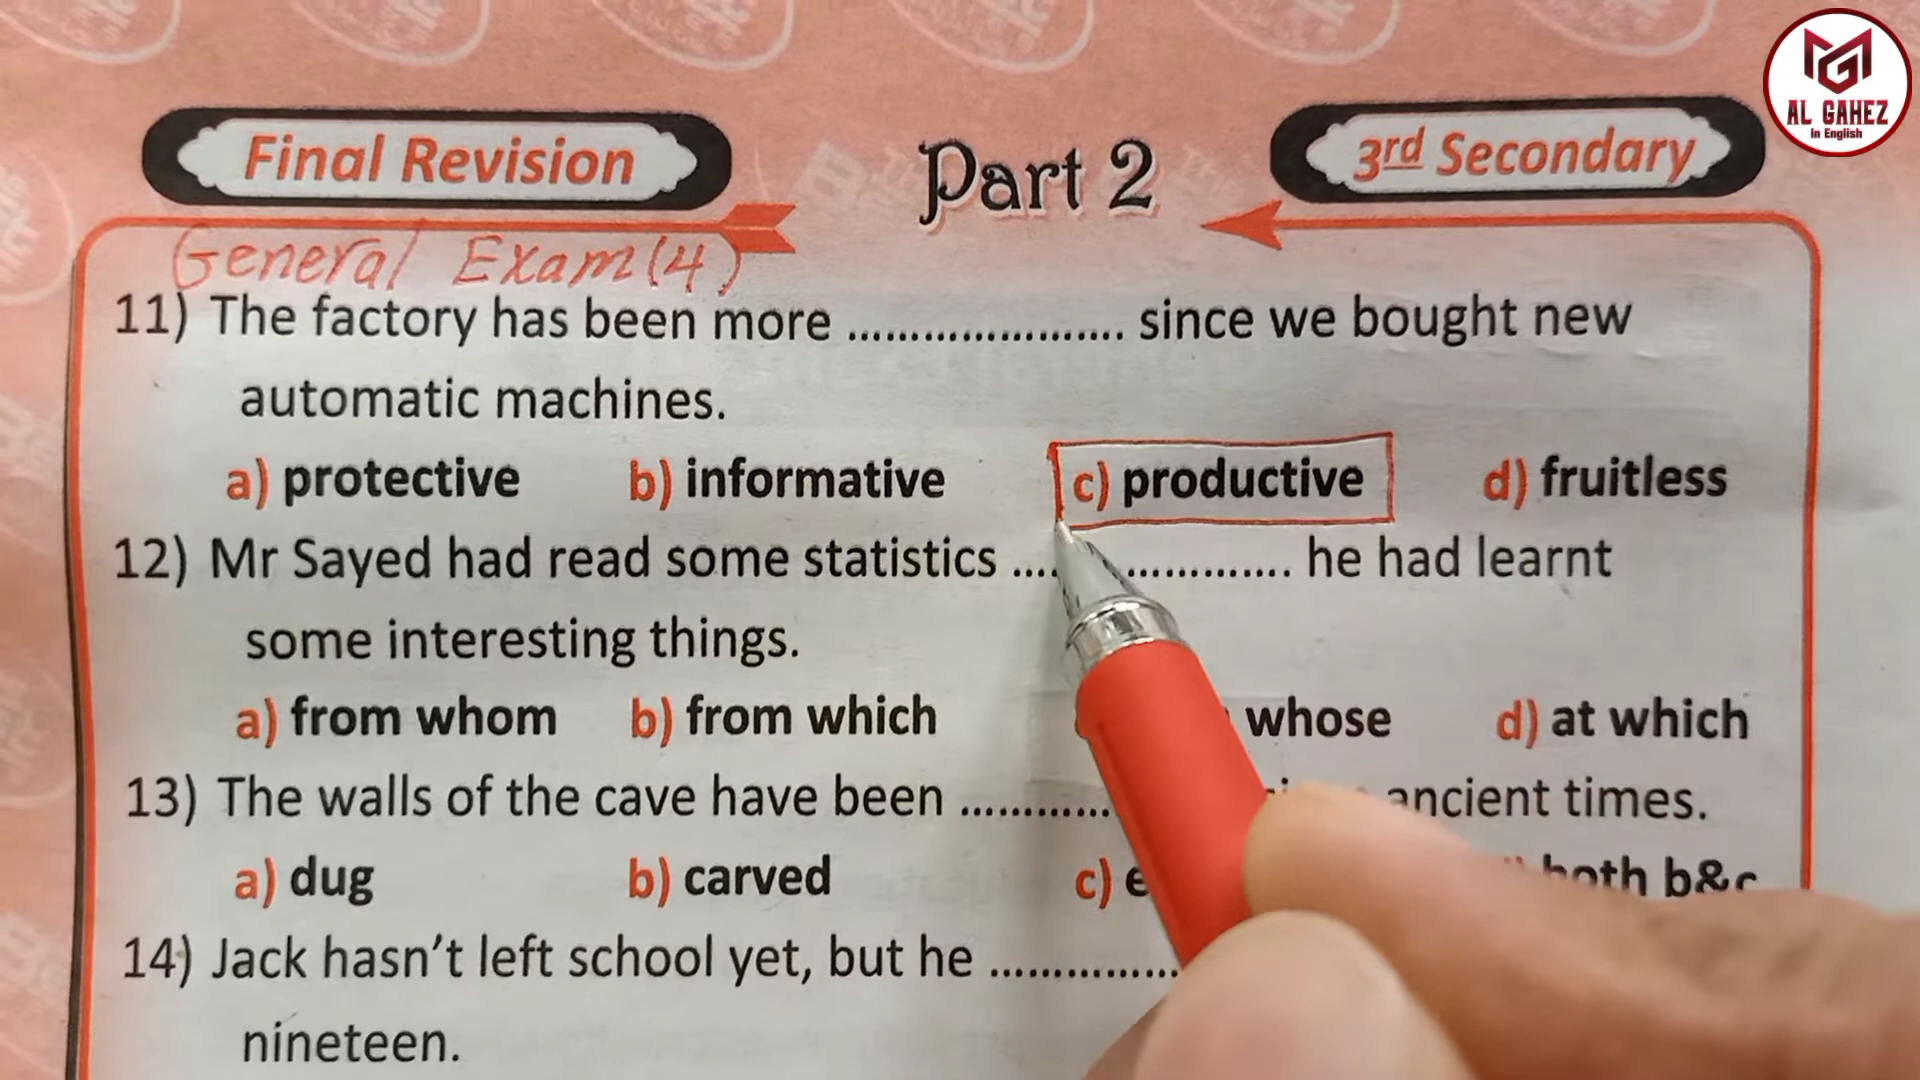 AL GAHEZ
in English
Final Revision
Part 2
3rd Secondary
General Exam (4)
11) The factory has been more ...................... since we bought new
automatic machines.
a) protective b) informative c) productive d) fruitless
12) Mr Sayed had read some statistics .... ............. he had learnt
some interesting things.
a) from whom b) from which whose d) at which
13) The walls of the cave have been ............ ancient times.
a) dug b) carved c) both b&c
14) Jack hasn't left school yet, but he ...............
nineteen.